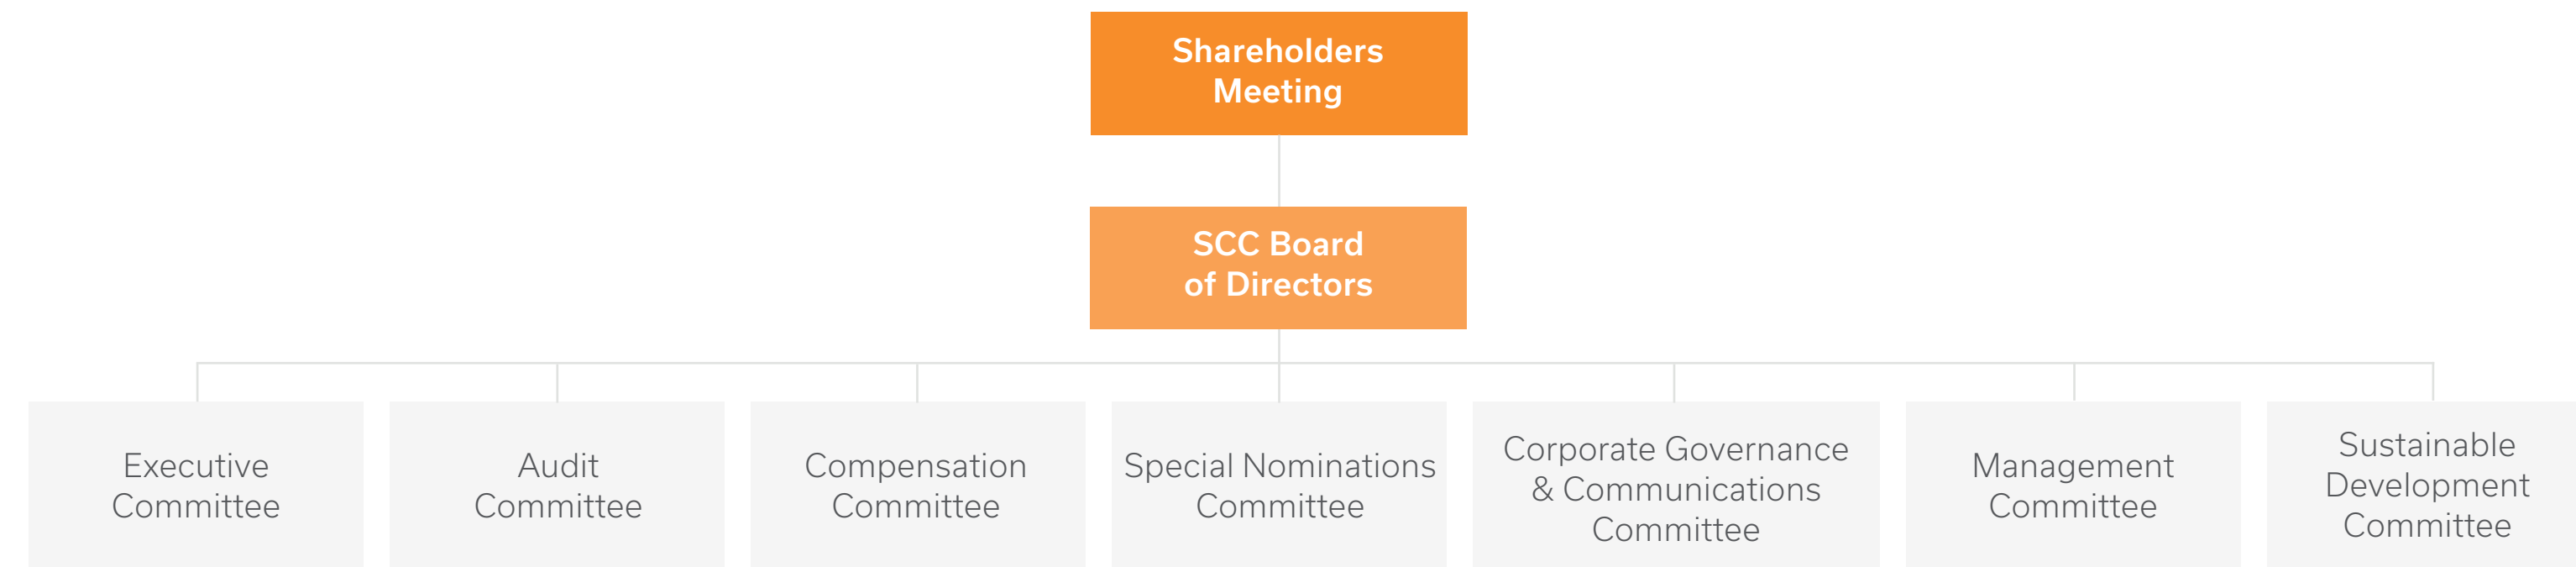 Shareholders
Meeting
SCC Board
of Directors
Executive
Committee
Audit
Committee
Compensation
Committee
Special Nominations
Committee
Corporate Governance
& Communications
Committee
Management
Committee
Sustainable
Development
Committee